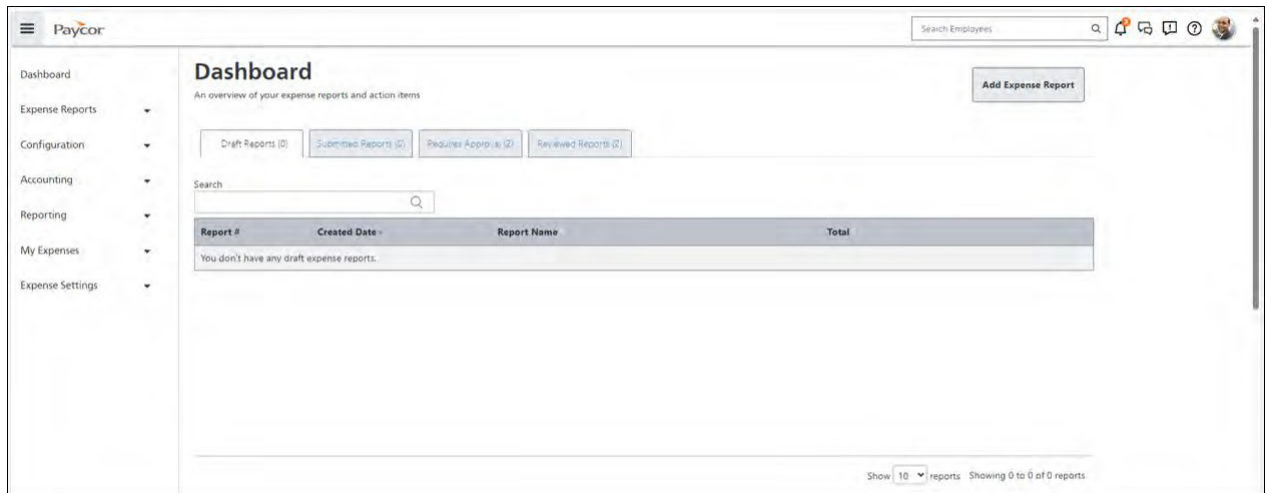 Paycor
Search Employees
Dashboard
Expense Reports
Configuration
Accounting
Reporting
My Expenses
Expense Settings
Dashboard
An overview of your expense reports and action items
Add Expense Report
Draft Reports (0)
Submitted Reports (0)
Requires Approval (2)
Reviewed Reports (2)
Search
Report # Created Date Report Name Total
You don't have any draft expense reports.
Show 10 reports Showing 0 to 0 of 0 reports